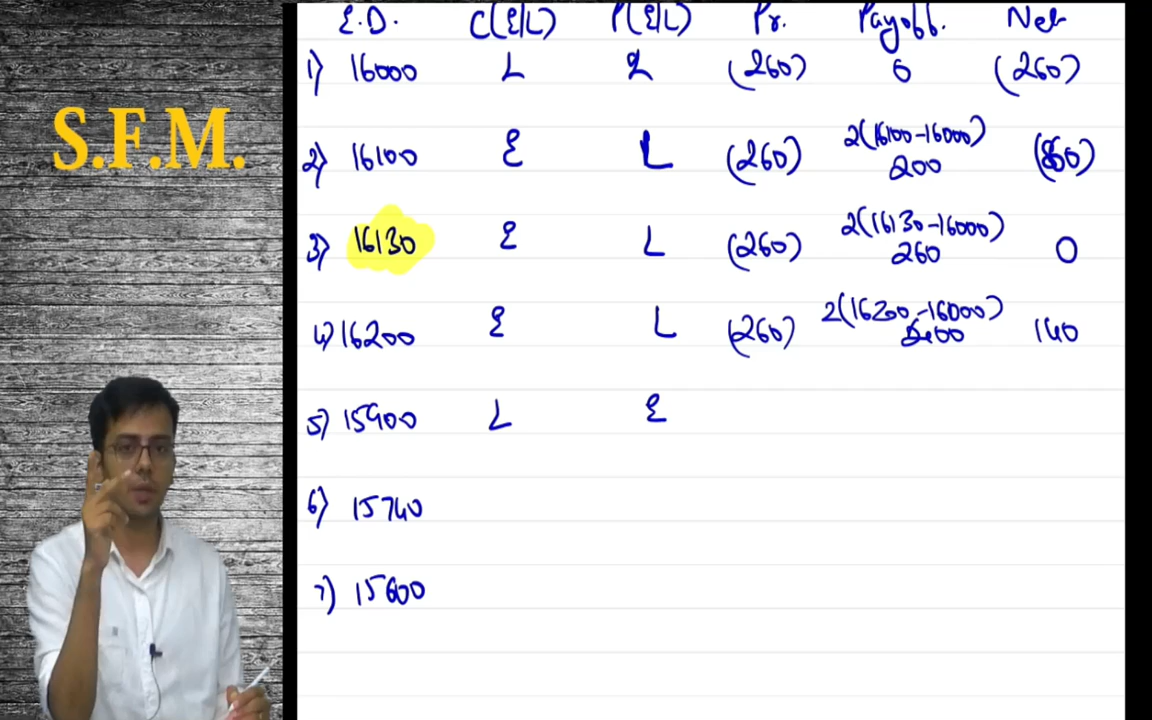 S.F.M.
E.D. C(E/L) P(E/L) Pr. Payoff. Net
1) 16000 L L (260) 0 (260)
2) 16100 E L (260) 2(16100-16000) 200 (60)
3) 16130 E L (260) 2(16130-16000) 260 0
4) 16200 E L (260) 2(16200-16000) 400 140
5) 15900 L E
6) 15740
7) 15600